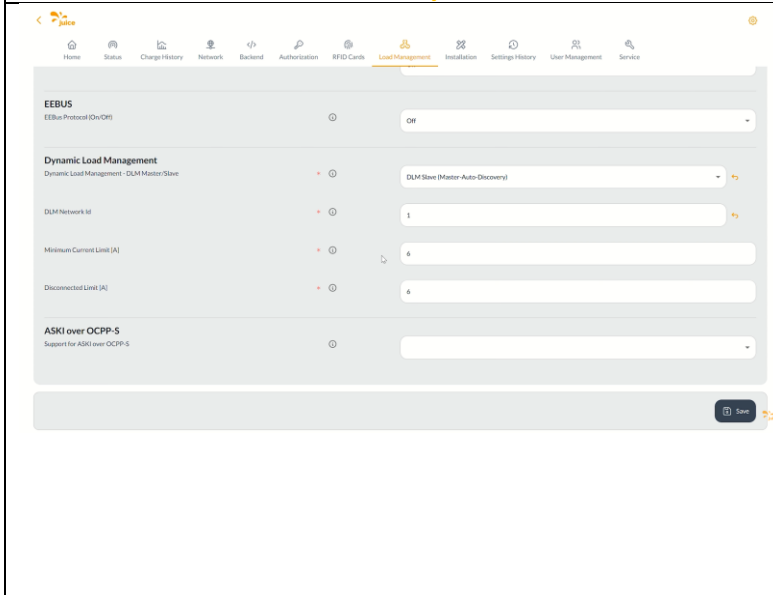 juice
Home Status Charge History Network Backend Authorization RFID Cards Load Management Installation Settings History User Management Service
EEBUS
EEBus Protocol (On/Off) Off
Dynamic Load Management
Dynamic Load Management - DLM Master/Slave * DLM Slave (Master-Auto-Discovery)
DLM Network Id * 1
Minimum Current Limit [A] * 6
Disconnected Limit [A] * 6
ASKI over OCPP-S
Support for ASKI over OCPP-S
Save